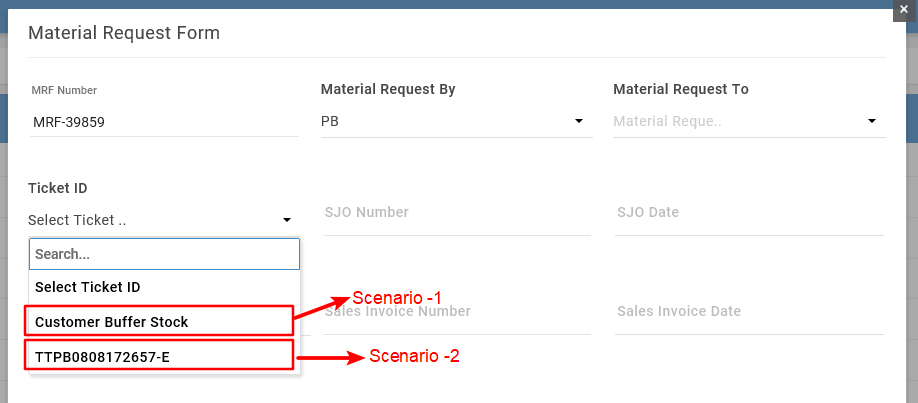 ×
Material Request Form
MRF Number
Material Request By
Material Request To
MRF-39859
PB
Material Reque..
Ticket ID
Select Ticket ..
SJO Number
SJO Date
Search...
Select Ticket ID
Scenario -1
Customer Buffer Stock
Sales Invoice Number
Sales Invoice Date
TTPB0808172657-E
Scenario -2